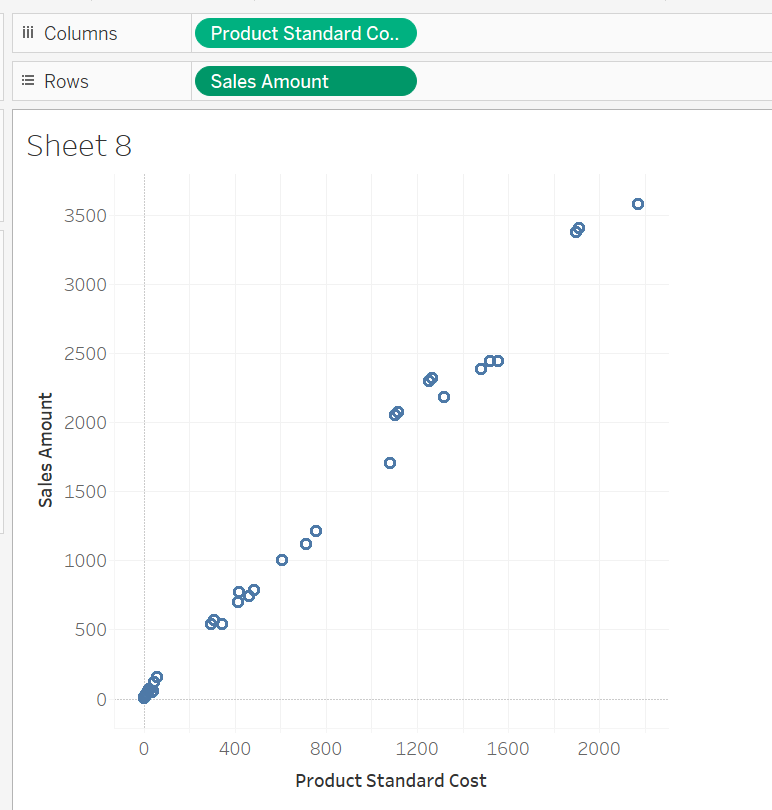 Columns
Product Standard Co..
Rows
Sales Amount
Sheet 8
3500
3000
2500
2000
1500
1000
500
0
Sales Amount
0 400 800 1200 1600 2000
Product Standard Cost